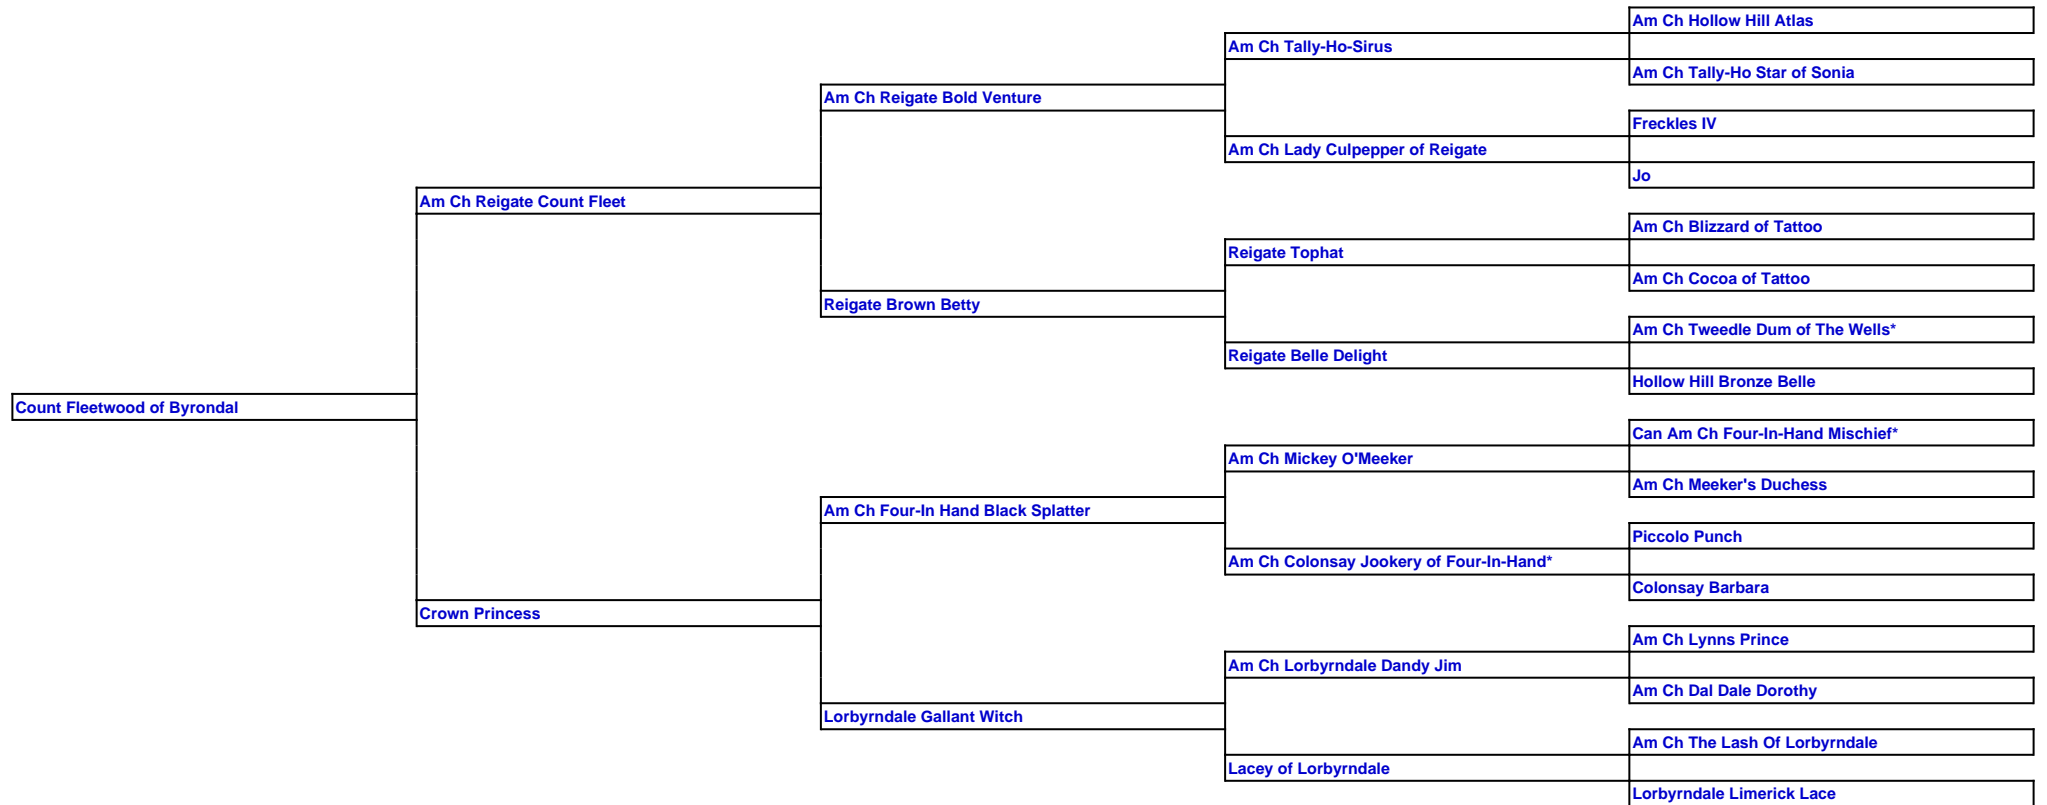 Am Ch Hollow Hill Atlas
Am Ch Tally-Ho-Sirus
Am Ch Tally-Ho Star of Sonia
Am Ch Reigate Bold Venture
Freckles IV
Am Ch Lady Culpepper of Reigate
Jo
Am Ch Reigate Count Fleet
Am Ch Blizzard of Tattoo
Reigate Tophat
Am Ch Cocoa of Tattoo
Reigate Brown Betty
Am Ch Tweedle Dum of The Wells*
Reigate Belle Delight
Hollow Hill Bronze Belle
Count Fleetwood of Byrondal
Can Am Ch Four-In-Hand Mischief*
Am Ch Mickey O'Meeker
Am Ch Meeker's Duchess
Am Ch Four-In Hand Black Splatter
Piccolo Punch
Am Ch Colonsay Jookery of Four-In-Hand*
Colonsay Barbara
Crown Princess
Am Ch Lynns Prince
Am Ch Lorbyrndale Dandy Jim
Am Ch Dal Dale Dorothy
Lorbyrndale Gallant Witch
Am Ch The Lash Of Lorbyrndale
Lacey of Lorbyrndale
Lorbyrndale Limerick Lace